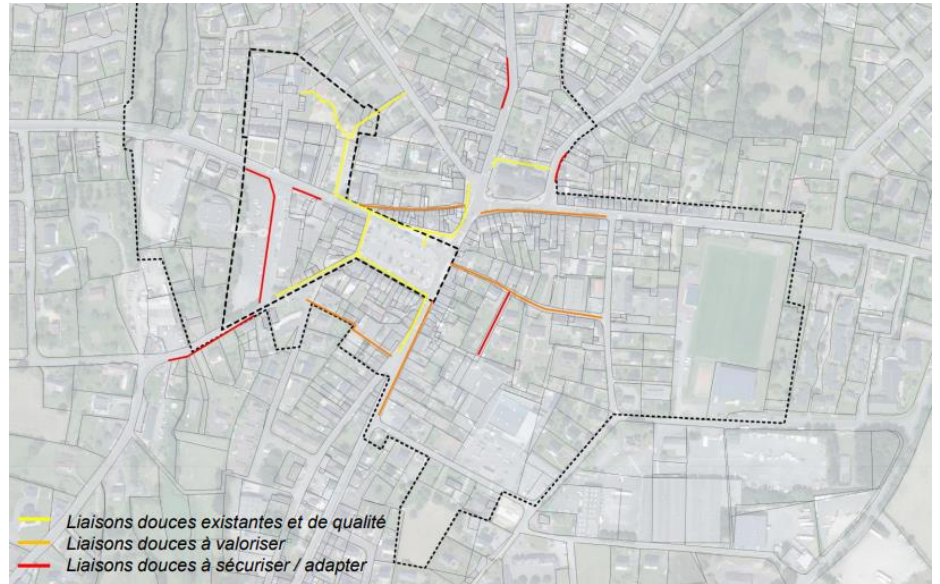 Liaisons douces existantes et de qualité
Liaisons douces à valoriser
Liaisons douces à sécuriser / adapter